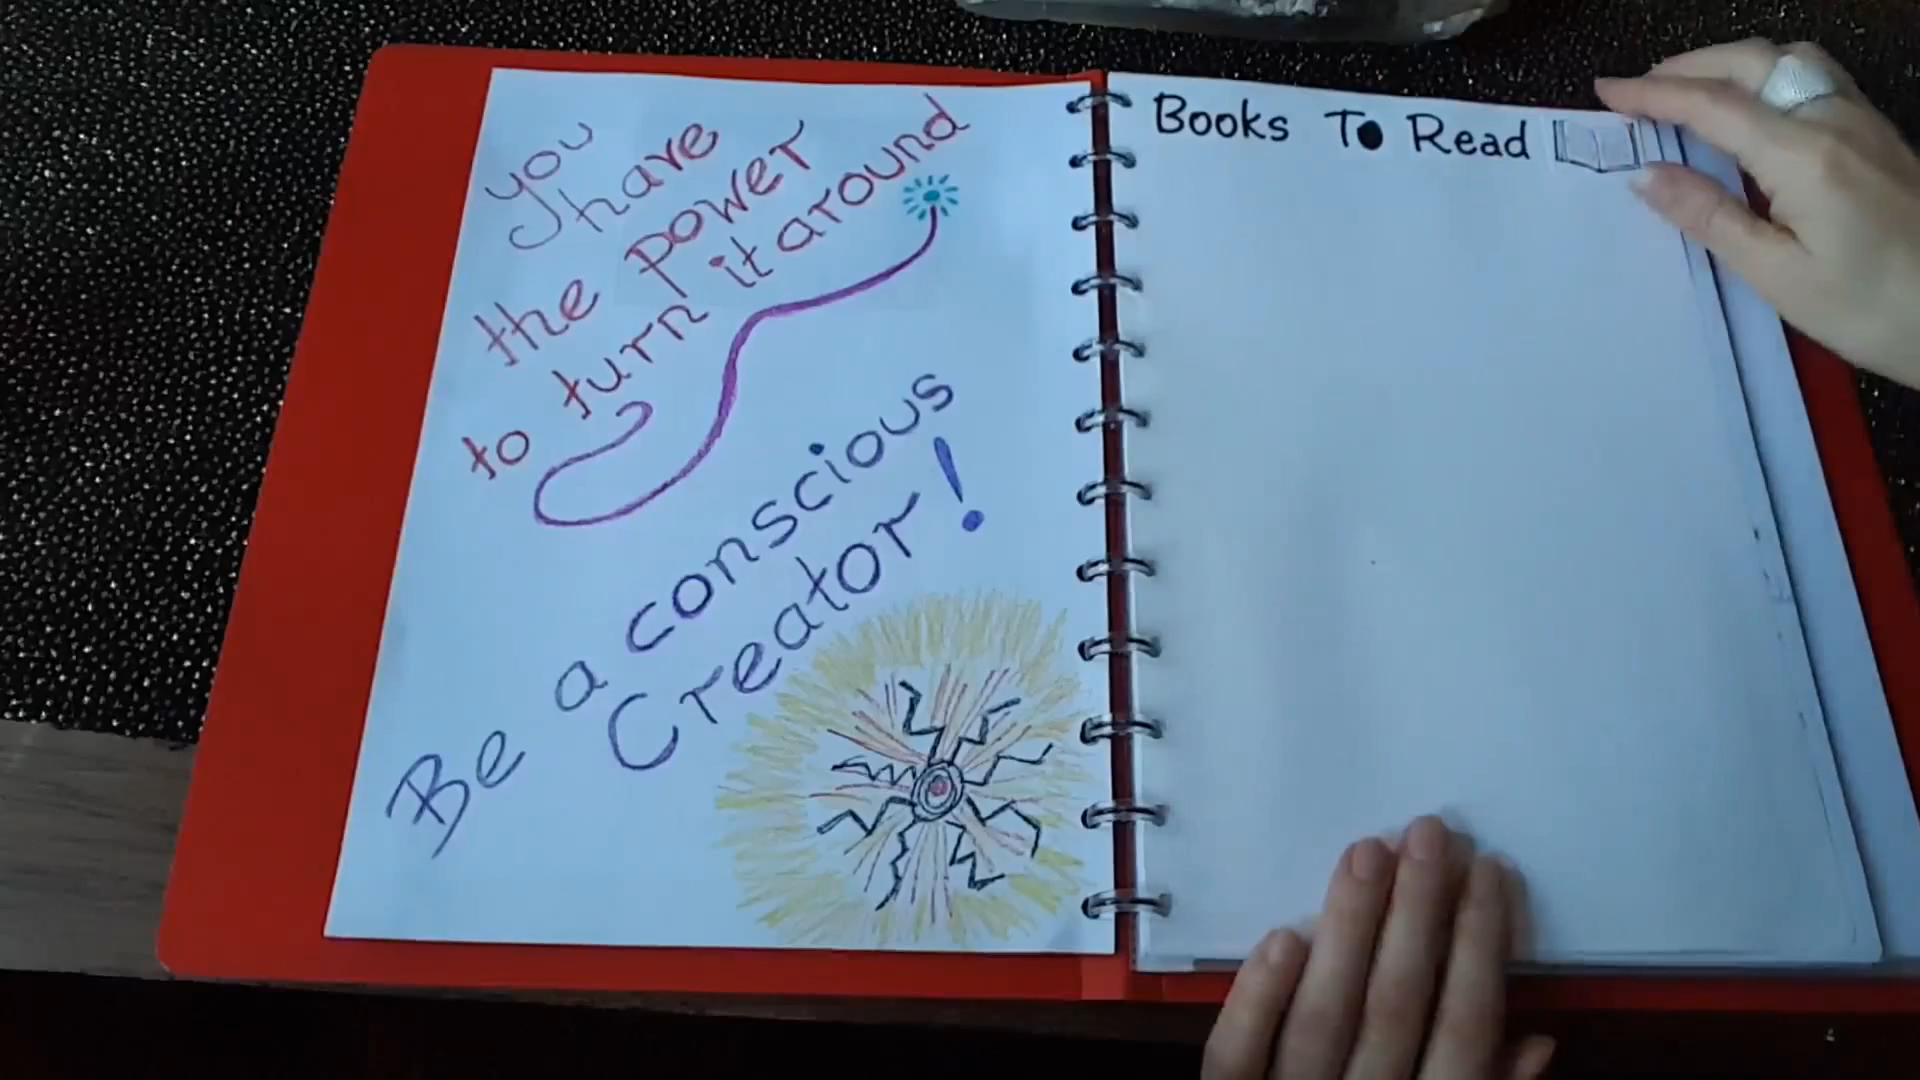 you
have
the power
to turn it around
Be a conscious
Creator!
Books To Read